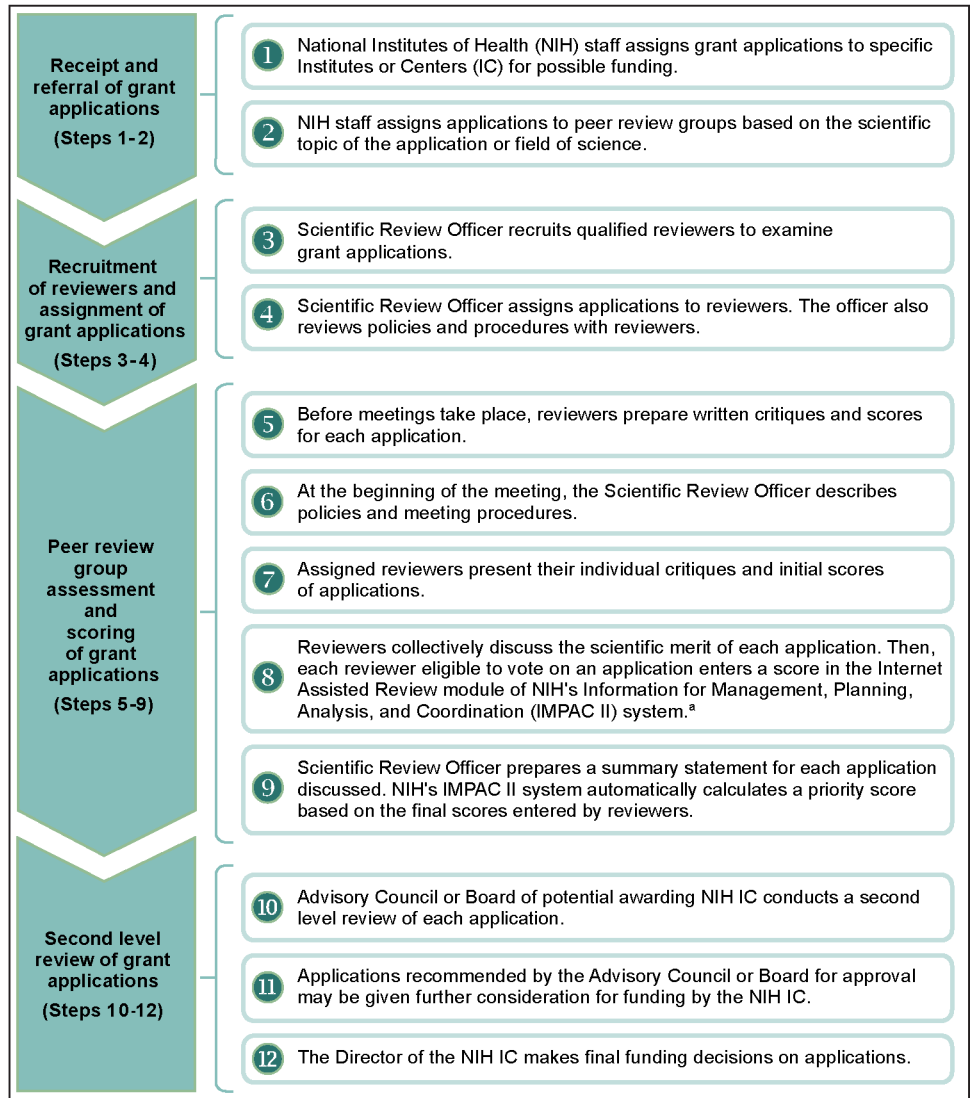 Receipt and
referral of grant
applications
(Steps 1-2)
1 National Institutes of Health (NIH) staff assigns grant applications to specific
Institutes or Centers (IC) for possible funding.
2 NIH staff assigns applications to peer review groups based on the scientific
topic of the application or field of science.
Recruitment
of reviewers and
assignment of
grant applications
(Steps 3-4)
3 Scientific Review Officer recruits qualified reviewers to examine
grant applications.
4 Scientific Review Officer assigns applications to reviewers. The officer also
reviews policies and procedures with reviewers.
Peer review
group
assessment
and
scoring
of grant
applications
(Steps 5-9)
5 Before meetings take place, reviewers prepare written critiques and scores
for each application.
6 At the beginning of the meeting, the Scientific Review Officer describes
policies and meeting procedures.
7 Assigned reviewers present their individual critiques and initial scores
of applications.
8 Reviewers collectively discuss the scientific merit of each application. Then,
each reviewer eligible to vote on an application enters a score in the Internet
Assisted Review module of NIH's Information for Management, Planning,
Analysis, and Coordination (IMPAC II) system.ª
9 Scientific Review Officer prepares a summary statement for each application
discussed. NIH's IMPAC II system automatically calculates a priority score
based on the final scores entered by reviewers.
Second level
review of grant
applications
(Steps 10-12)
10 Advisory Council or Board of potential awarding NIH IC conducts a second
level review of each application.
11 Applications recommended by the Advisory Council or Board for approval
may be given further consideration for funding by the NIH IC.
12 The Director of the NIH IC makes final funding decisions on applications.